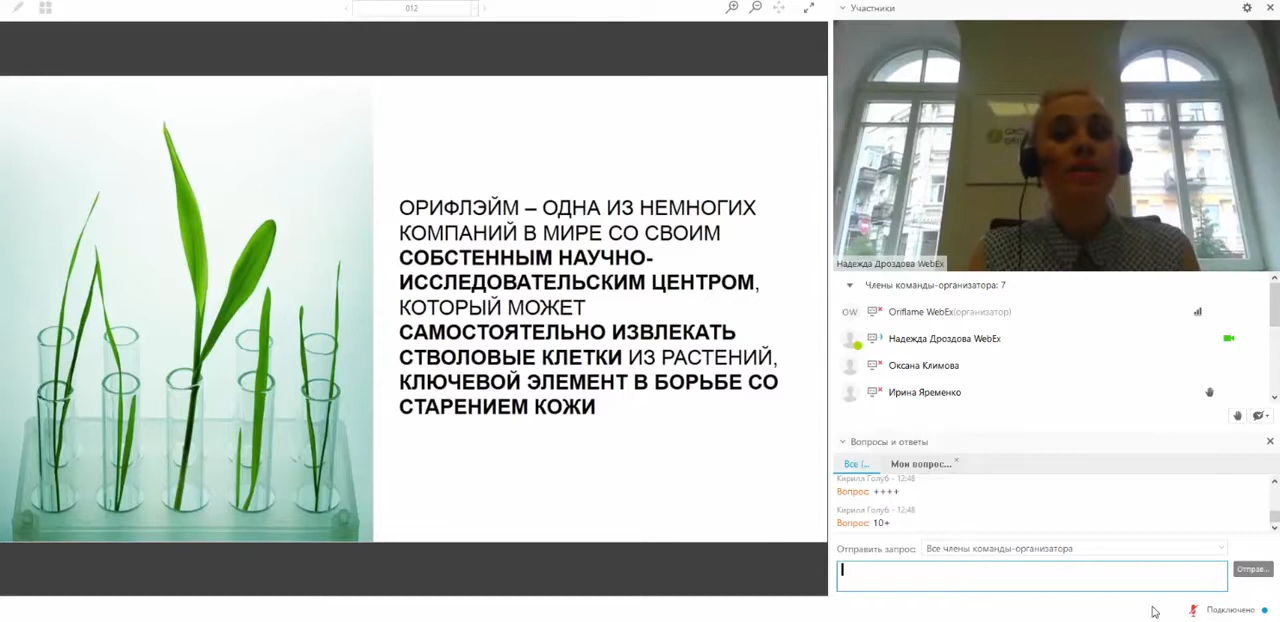 012
ОРИФЛЭЙМ – ОДНА ИЗ НЕМНОГИХ
КОМПАНИЙ В МИРЕ СО СВОИМ
СОБСТВЕННЫМ НАУЧНО-
ИССЛЕДОВАТЕЛЬСКИМ ЦЕНТРОМ,
КОТОРЫЙ МОЖЕТ
САМОСТОЯТЕЛЬНО ИЗВЛЕКАТЬ
СТВОЛОВЫЕ КЛЕТКИ ИЗ РАСТЕНИЙ,
КЛЮЧЕВОЙ ЭЛЕМЕНТ В БОРЬБЕ СО
СТАРЕНИЕМ КОЖИ
Участники
Надежда Дроздова WebEx
Члены команды-организатора: 7
OW Oriflame WebEx(организатор)
Надежда Дроздова WebEx
Оксана Климова
Ирина Яременко
Вопросы и ответы
Все (... Мои вопрос...
Кирилл Голуб - 12:48
Вопрос: ++++
Кирилл Голуб - 12:48
Вопрос: 10+
Отправить запрос: Все члены команды-организатора
Отправ...
Подключено